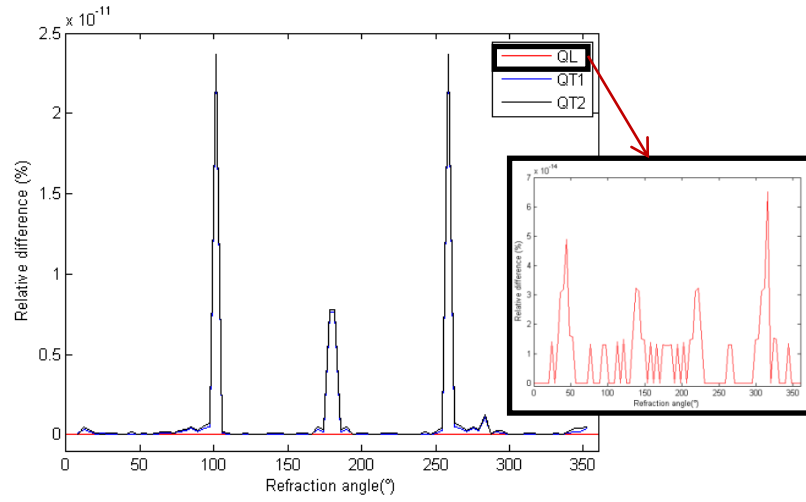 x 10⁻¹¹
2.5
2
1.5
1
0.5
0
0 50 100 150 200 250 300 350
Relative difference (%)
Refraction angle(°)
QL
QT1
QT2
x 10⁻¹⁴
7
6
5
4
3
2
1
0
0 50 100 150 200 250 300 350
Relative difference (%)
Refraction angle(°)